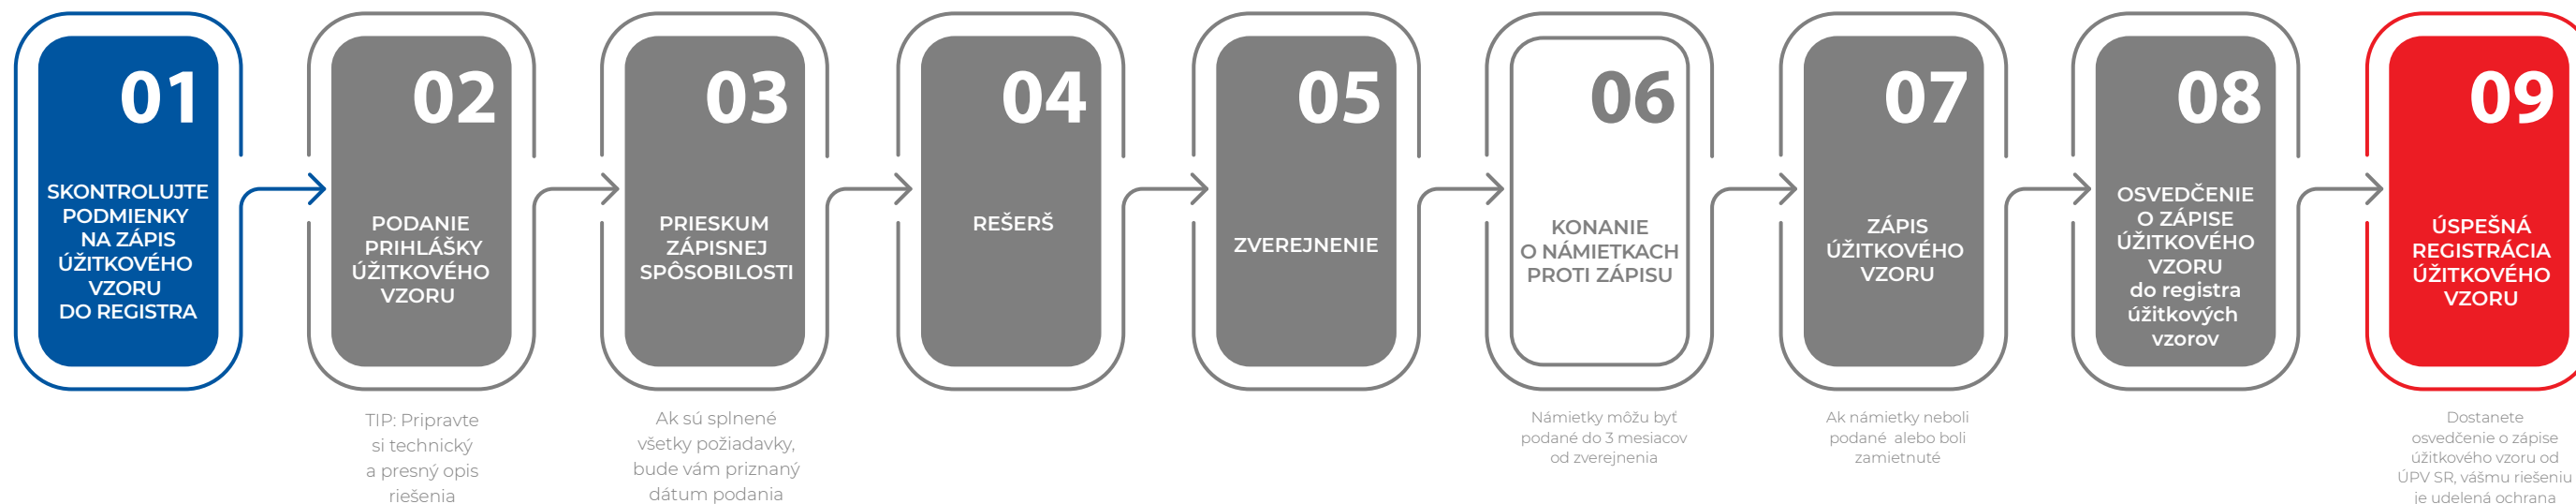 01
SKONTROLUJTE
PODMIENKY
NA ZÁPIS
ÚŽITKOVÉHO
VZORU
DO REGISTRA
02
PODANIE
PRIHLÁŠKY
ÚŽITKOVÉHO
VZORU
TIP: Pripravte
si technický
a presný opis
riešenia
03
PRIESKUM
ZÁPISNEJ
SPÔSOBILOSTI
Ak sú splnené
všetky požiadavky,
bude vám priznaný
dátum podania
04
REŠERŠ
05
ZVEREJNENIE
06
KONANIE
O NÁMIETKACH
PROTI ZÁPISU
Námietky môžu byť
podané do 3 mesiacov
od zverejnenia
07
ZÁPIS
ÚŽITKOVÉHO
VZORU
Ak námietky neboli
podané alebo boli
zamietnuté
08
OSVEDČENIE
O ZÁPISE
ÚŽITKOVÉHO
VZORU
do registra
úžitkových
vzorov
09
ÚSPEŠNÁ
REGISTRÁCIA
ÚŽITKOVÉHO
VZORU
Dostanete
osvedčenie o zápise
úžitkového vzoru od
ÚPV SR, vášmu riešeniu
je udelená ochrana